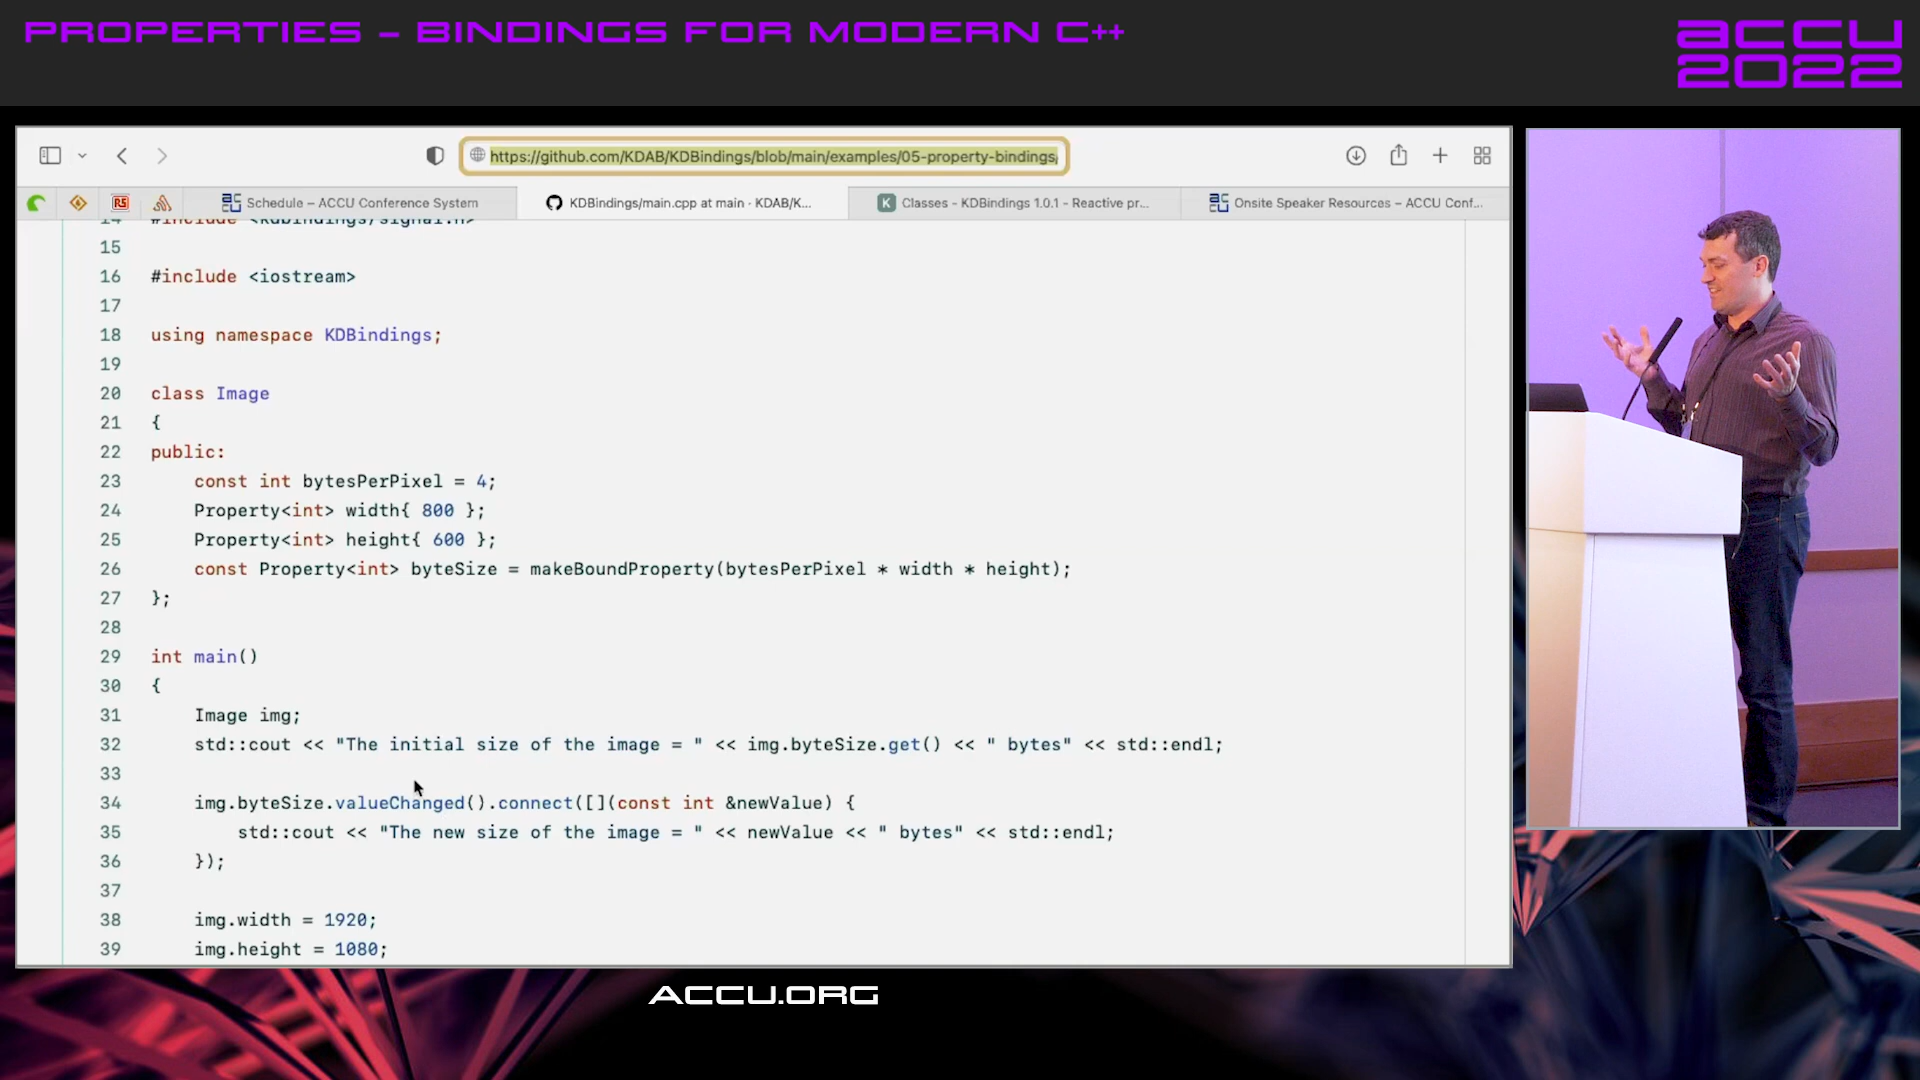 PROPERTIES - BINDINGS FOR MODERN C++
accu
2022
https://github.com/KDAB/KDBindings/blob/main/examples/05-property-bindings/
RS
Schedule – ACCU Conference System
KDBindings/main.cpp at main · KDAB/K...
K
Classes - KDBindings 1.0.1 - Reactive pr...
Onsite Speaker Resources – ACCU Conf...
14 #include <kdbindings/signal.h>
15
16 #include <iostream>
17
18 using namespace KDBindings;
19
20 class Image
21 {
22 public:
23 const int bytesPerPixel = 4;
24 Property<int> width{ 800 };
25 Property<int> height{ 600 };
26 const Property<int> byteSize = makeBoundProperty(bytesPerPixel * width * height);
27 };
28
29 int main()
30 {
31 Image img;
32 std::cout << "The initial size of the image = " << img.byteSize.get() << " bytes" << std::endl;
33
34 img.byteSize.valueChanged().connect([](const int &newValue) {
35 std::cout << "The new size of the image = " << newValue << " bytes" << std::endl;
36 });
37
38 img.width = 1920;
39 img.height = 1080;
ACCU.ORG